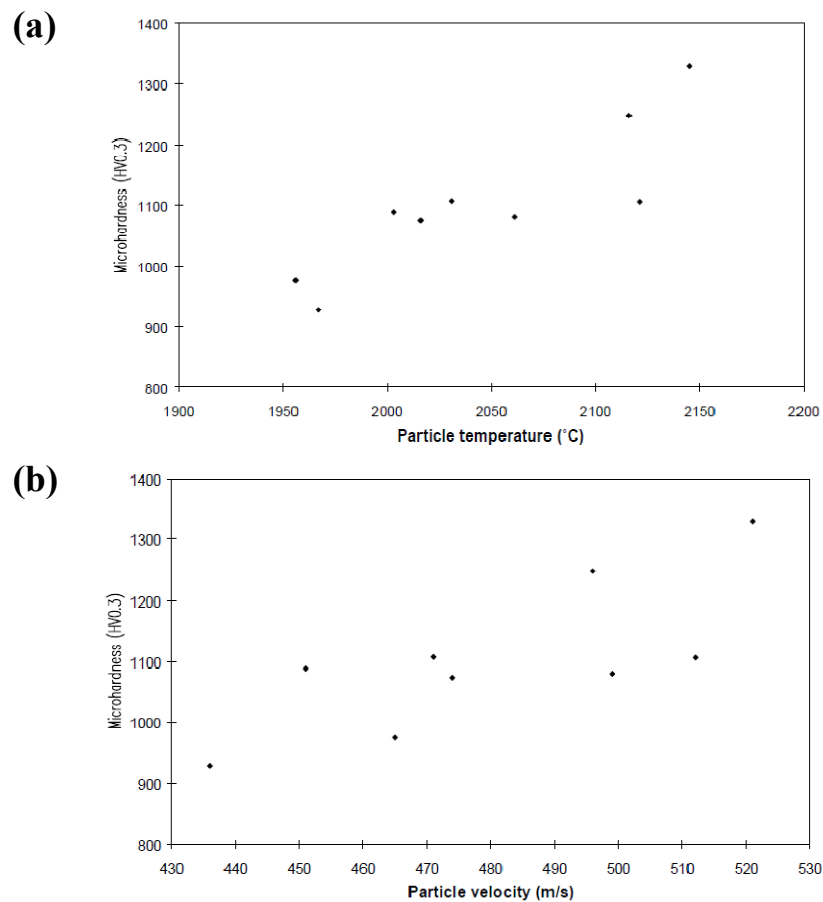 (a)
1400
1300
1200
1100
1000
900
800
Microhardness (HV0.3)
1900 1950 2000 2050 2100 2150 2200
Particle temperature (°C)
(b)
1400
1300
1200
1100
1000
900
800
Microhardness (HV0.3)
430 440 450 460 470 480 490 500 510 520 530
Particle velocity (m/s)